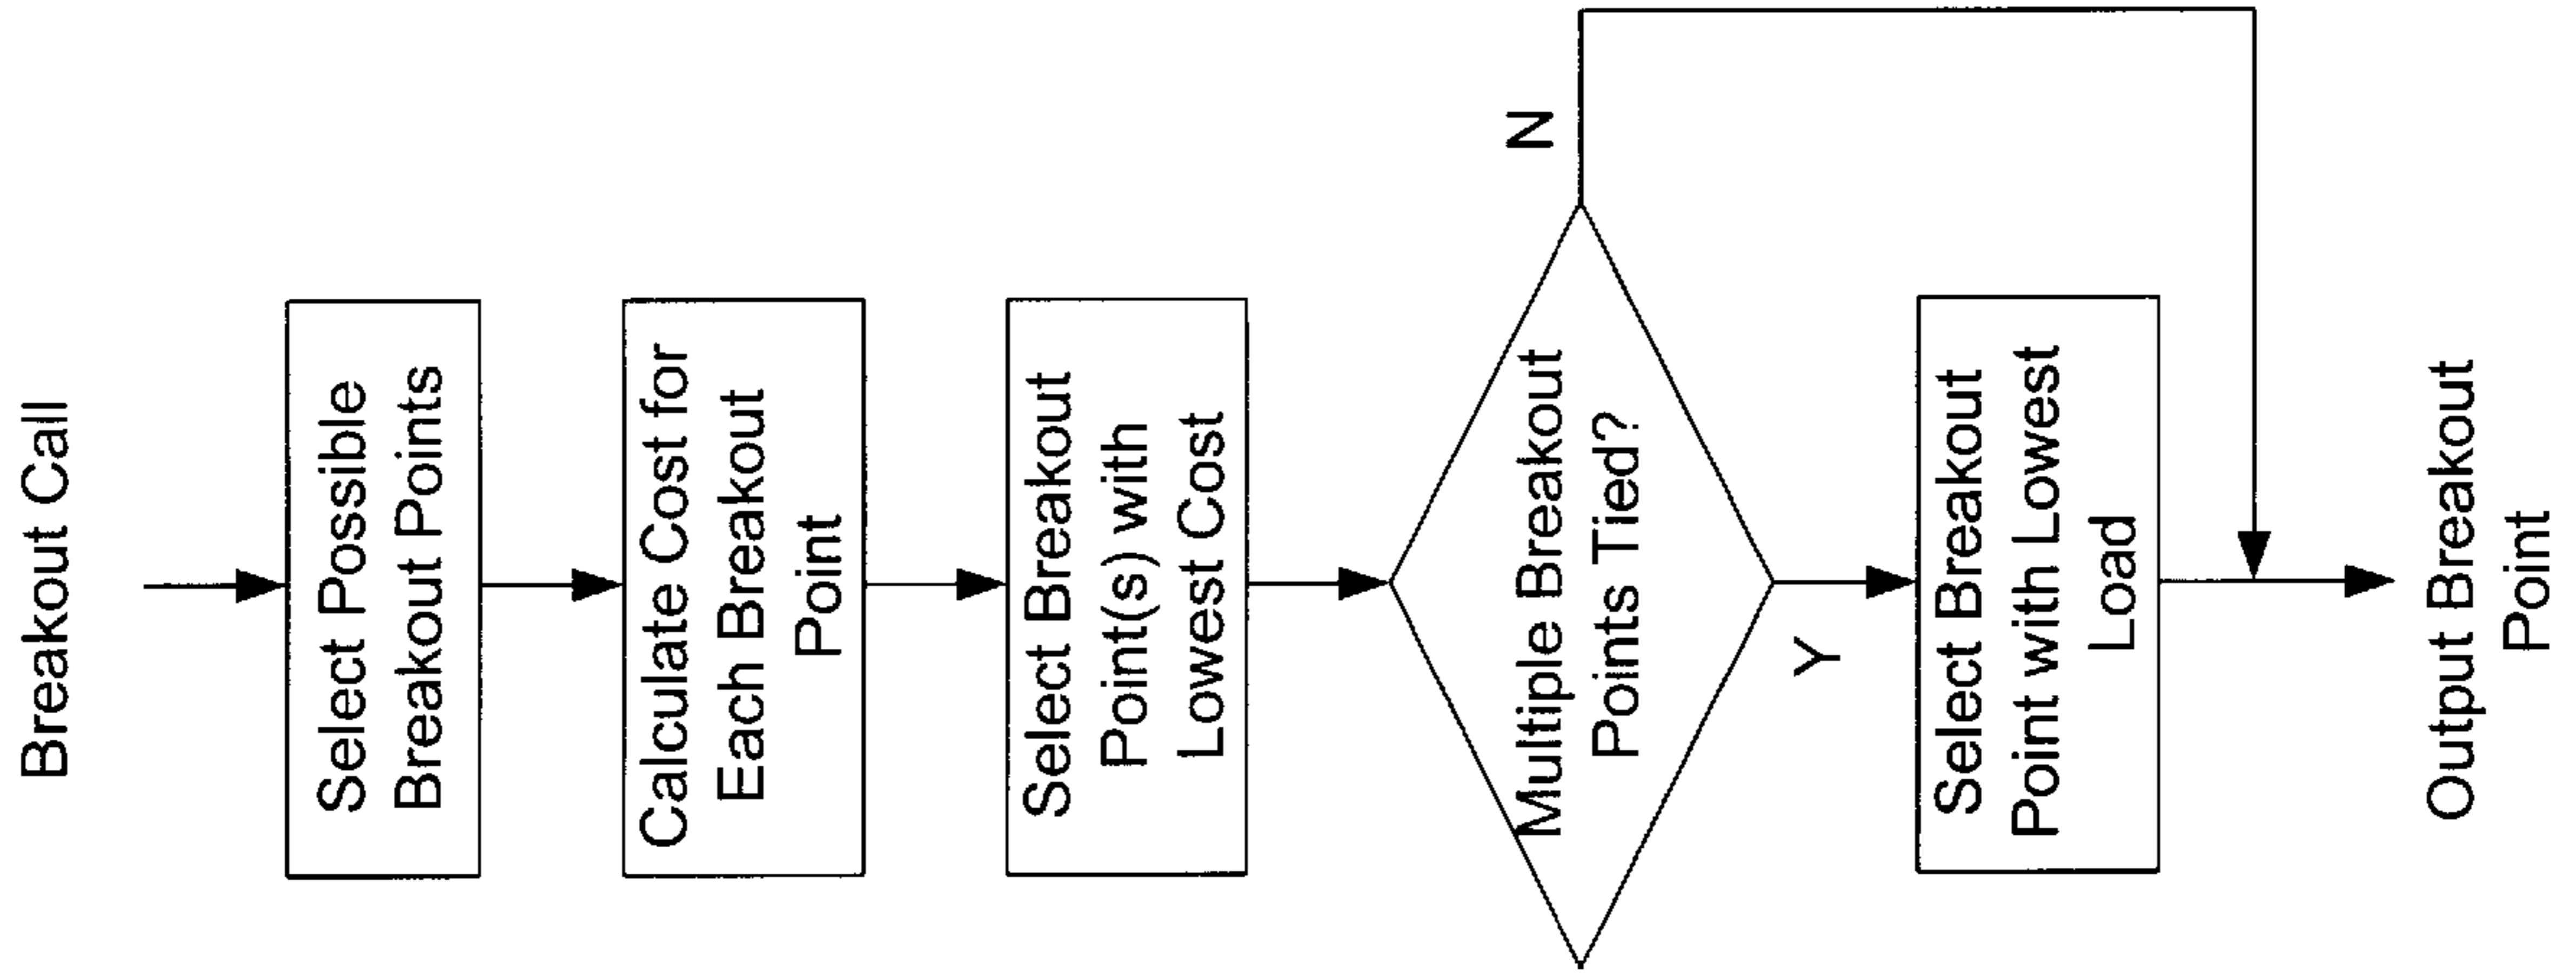 Breakout Call
Select Possible
Breakout Points
Calculate Cost for
Each Breakout
Point
Select Breakout
Point(s) with
Lowest Cost
Multiple Breakout
Points Tied?
N
Y
Select Breakout
Point with Lowest
Load
Output Breakout
Point